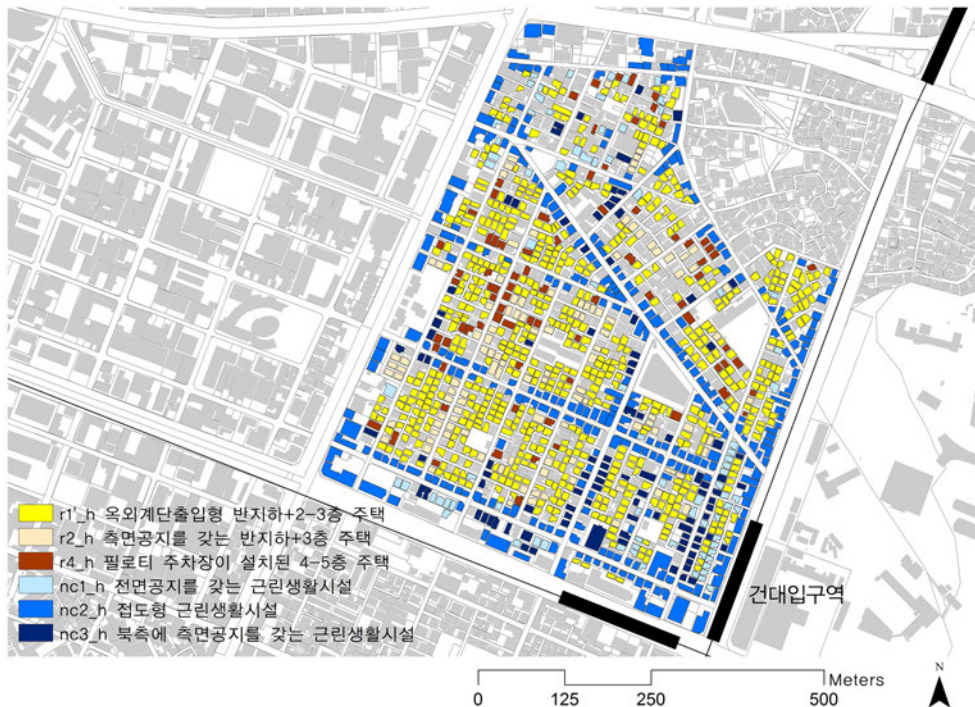 r1'_h 옥외계단출입형 반지하+2-3층 주택
r2_h 측면공지를 갖는 반지하+3층 주택
r4_h 필로티 주차장이 설치된 4-5층 주택
nc1_h 전면공지를 갖는 근린생활시설
nc2_h 접도형 근린생활시설
nc3_h 북측에 측면공지를 갖는 근린생활시설
건대입구역
Meters
0 125 250 500
N